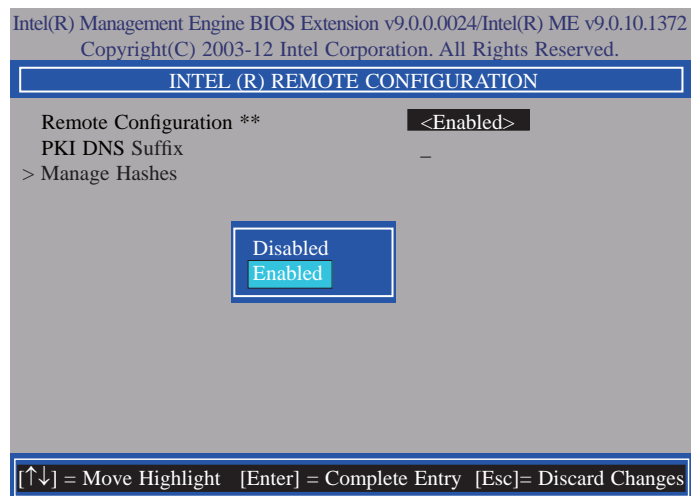 Intel(R) Management Engine BIOS Extension v9.0.0.0024/Intel(R) ME v9.0.10.1372
Copyright(C) 2003-12 Intel Corporation. All Rights Reserved.
INTEL (R) REMOTE CONFIGURATION
Remote Configuration ** <Enabled>
PKI DNS Suffix _
> Manage Hashes
Disabled
Enabled
[↑↓] = Move Highlight [Enter] = Complete Entry [Esc]= Discard Changes